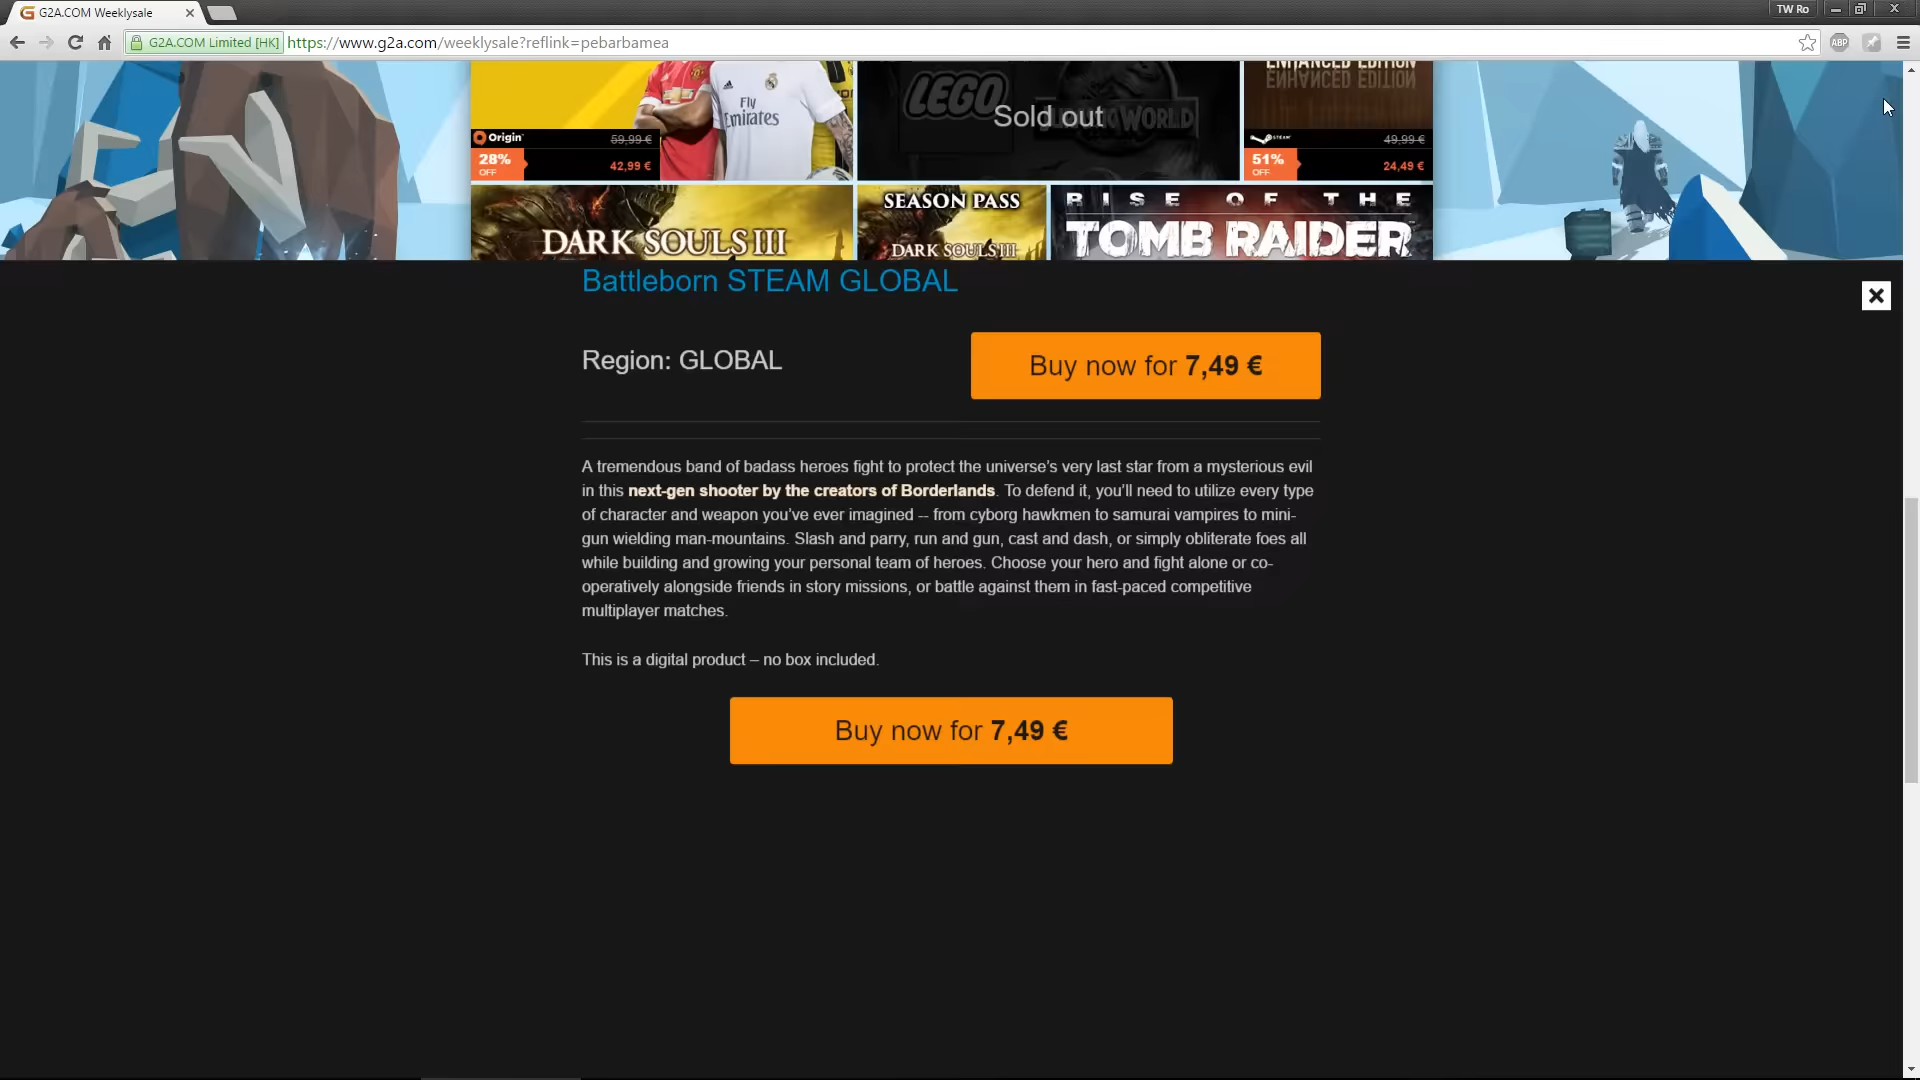 G2A.COM Weeklysale
TW Ro
G2A.COM Limited [HK] https://www.g2a.com/weeklysale?reflink=pebarbamea
ABP
Fly
Emirates
Origin
59,99 €
28%
OFF
42,99 €
LEGO
WORLD
Sold out
ENHANCED EDITION
ENHANCED EDITION
STEAM
49,99 €
51%
OFF
24,49 €
DARK SOULS III
SEASON PASS
DARK SOULS III
RISE OF THE
TOMB RAIDER
Battleborn STEAM GLOBAL
Region: GLOBAL
Buy now for 7,49 €
A tremendous band of badass heroes fight to protect the universe’s very last star from a mysterious evil
in this next-gen shooter by the creators of Borderlands. To defend it, you’ll need to utilize every type
of character and weapon you’ve ever imagined -- from cyborg hawkmen to samurai vampires to mini-
gun wielding man-mountains. Slash and parry, run and gun, cast and dash, or simply obliterate foes all
while building and growing your personal team of heroes. Choose your hero and fight alone or co-
operatively alongside friends in story missions, or battle against them in fast-paced competitive
multiplayer matches.
This is a digital product – no box included.
Buy now for 7,49 €